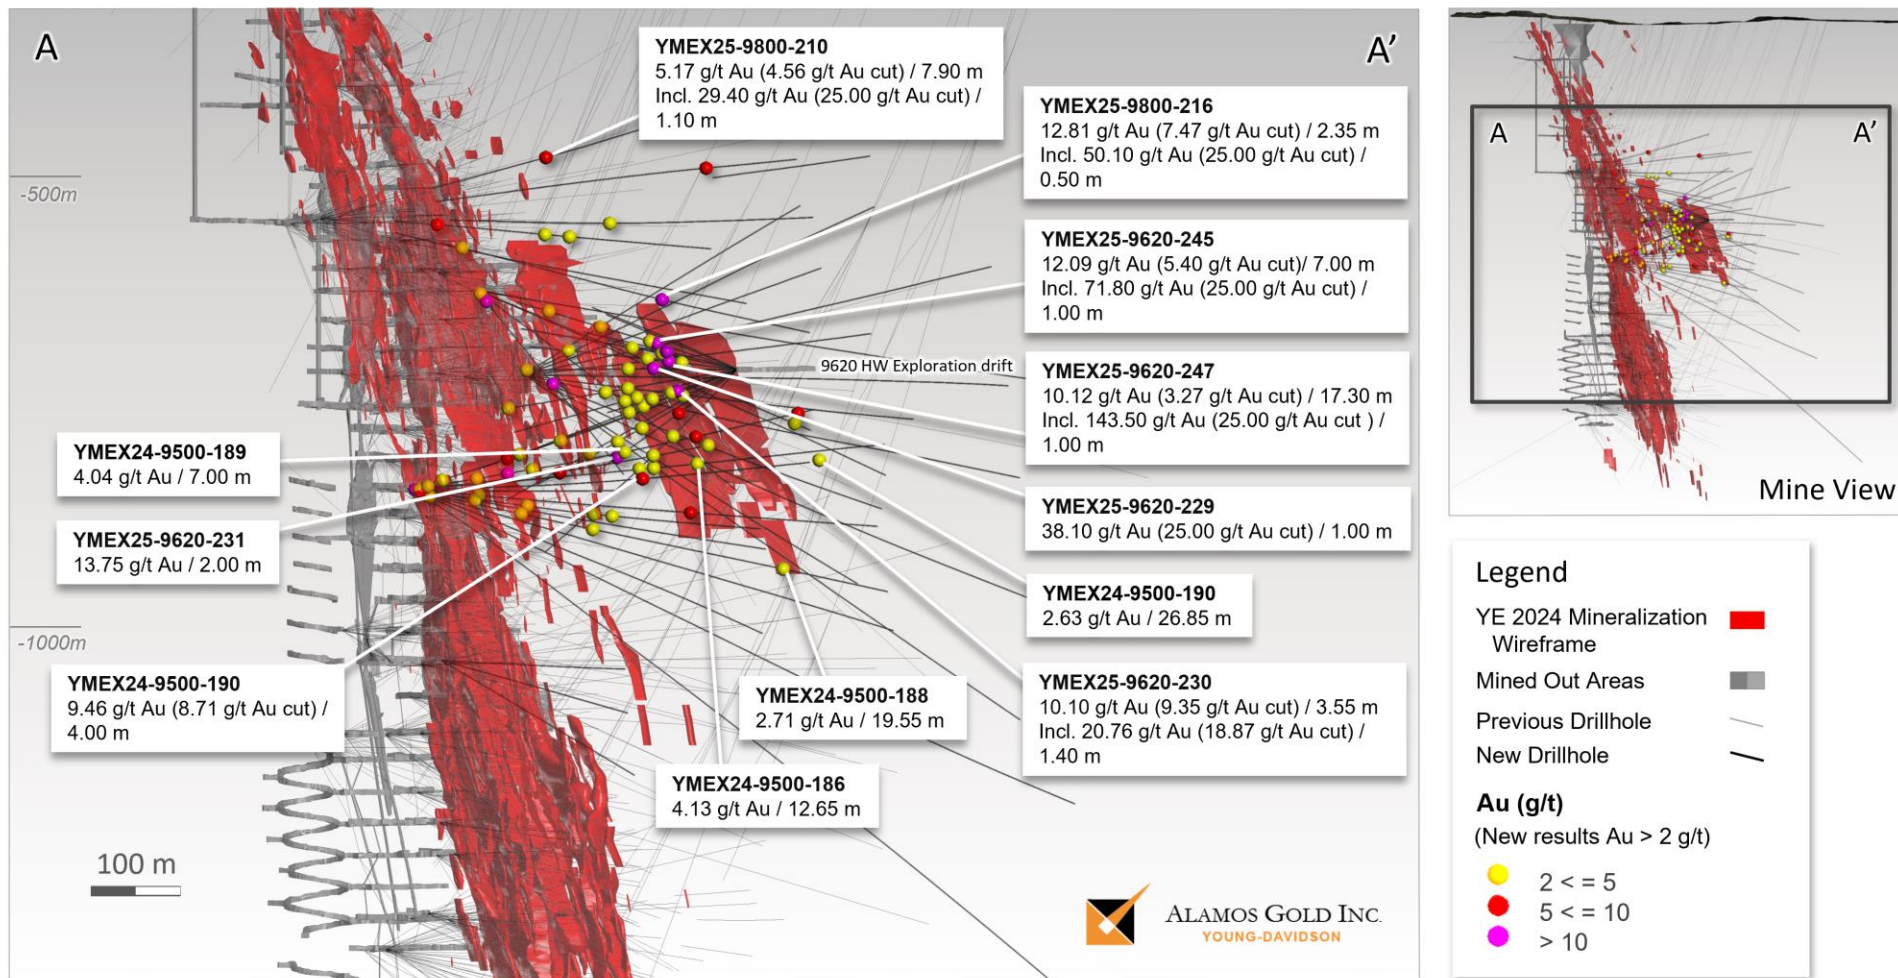 A
A'
YMEX25-9800-210
5.17 g/t Au (4.56 g/t Au cut) / 7.90 m
Incl. 29.40 g/t Au (25.00 g/t Au cut) /
1.10 m
YMEX25-9800-216
12.81 g/t Au (7.47 g/t Au cut) / 2.35 m
Incl. 50.10 g/t Au (25.00 g/t Au cut) /
0.50 m
-500m
YMEX25-9620-245
12.09 g/t Au (5.40 g/t Au cut)/ 7.00 m
Incl. 71.80 g/t Au (25.00 g/t Au cut) /
1.00 m
9620 HW Exploration drift
YMEX25-9620-247
10.12 g/t Au (3.27 g/t Au cut) / 17.30 m
Incl. 143.50 g/t Au (25.00 g/t Au cut ) /
1.00 m
YMEX24-9500-189
4.04 g/t Au / 7.00 m
YMEX25-9620-229
38.10 g/t Au (25.00 g/t Au cut) / 1.00 m
YMEX25-9620-231
13.75 g/t Au / 2.00 m
YMEX24-9500-190
2.63 g/t Au / 26.85 m
-1000m
YMEX24-9500-190
9.46 g/t Au (8.71 g/t Au cut) /
4.00 m
YMEX24-9500-188
2.71 g/t Au / 19.55 m
YMEX25-9620-230
10.10 g/t Au (9.35 g/t Au cut) / 3.55 m
Incl. 20.76 g/t Au (18.87 g/t Au cut) /
1.40 m
YMEX24-9500-186
4.13 g/t Au / 12.65 m
100 m
ALAMOS GOLD INC.
YOUNG-DAVIDSON
A
A'
Mine View
Legend
YE 2024 Mineralization
Wireframe
Mined Out Areas
Previous Drillhole
New Drillhole
Au (g/t)
(New results Au > 2 g/t)
2 < = 5
5 < = 10
> 10